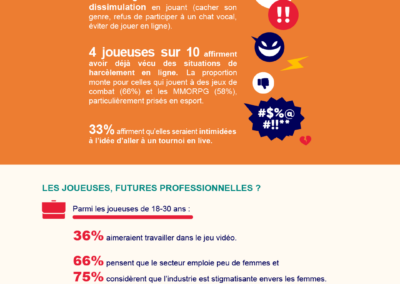 dissimulation en jouant (cacher son
genre, refus de participer à un chat vocal,
éviter de jouer en ligne).
!!
4 joueuses sur 10 affirment
avoir déjà vécu des situations de
harcèlement en ligne. La proportion
monte pour celles qui jouent à des jeux de
combat (66%) et les MMORPG (58%),
particulièrement prisés en esport.
#$%@
#!!**
33% affirment qu'elles seraient intimidées
à l'idée d'aller à un tournoi en live.
LES JOUEUSES, FUTURES PROFESSIONNELLES ?
Parmi les joueuses de 18-30 ans :
36% aimeraient travailler dans le jeu vidéo.
66% pensent que le secteur emploie peu de femmes et
75% considèrent que l'industrie est stigmatisante envers les femmes.